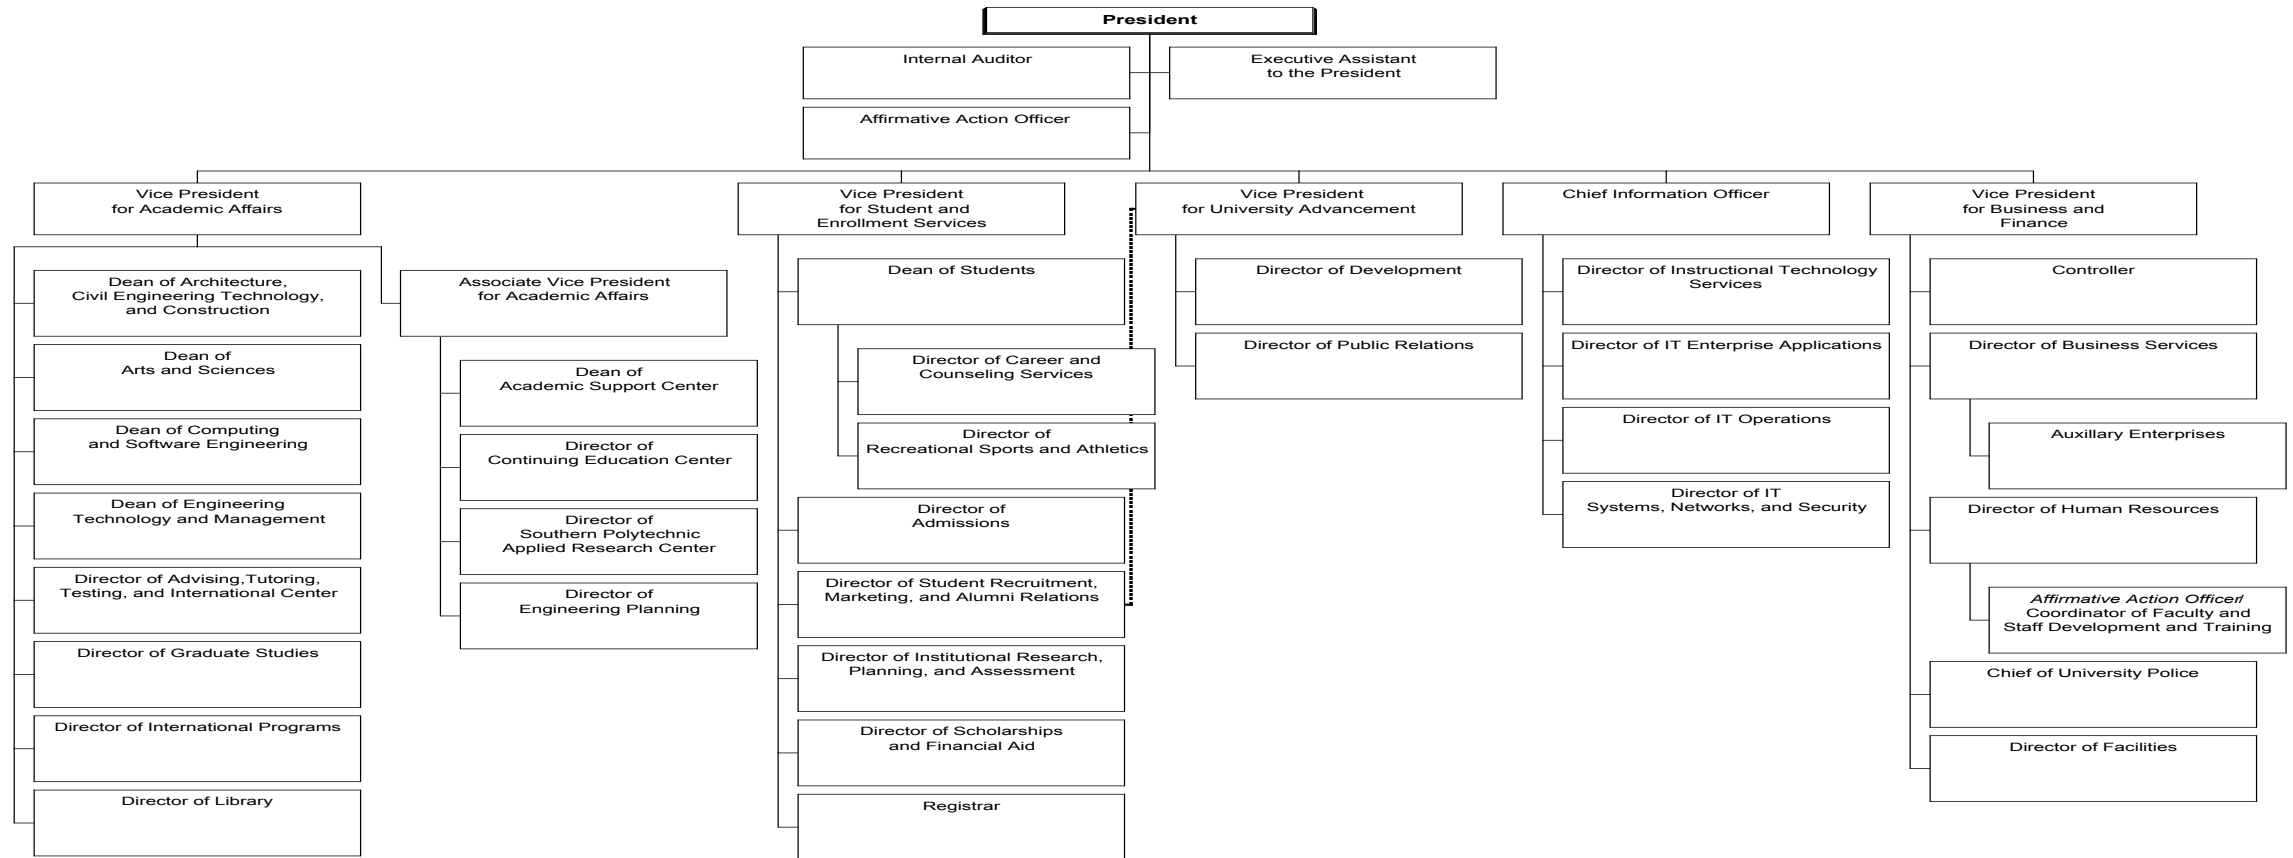 President
Internal Auditor
Executive Assistant
to the President
Affirmative Action Officer
Vice President
for Academic Affairs
Dean of Architecture,
Civil Engineering Technology,
and Construction
Dean of
Arts and Sciences
Dean of Computing
and Software Engineering
Dean of Engineering
Technology and Management
Director of Advising,Tutoring,
Testing, and International Center
Director of Graduate Studies
Director of International Programs
Director of Library
Associate Vice President
for Academic Affairs
Dean of
Academic Support Center
Director of
Continuing Education Center
Director of
Southern Polytechnic
Applied Research Center
Director of
Engineering Planning
Vice President
for Student and
Enrollment Services
Dean of Students
Director of Career and
Counseling Services
Director of
Recreational Sports and Athletics
Director of
Admissions
Director of Student Recruitment,
Marketing, and Alumni Relations
Director of Institutional Research,
Planning, and Assessment
Director of Scholarships
and Financial Aid
Registrar
Vice President
for University Advancement
Director of Development
Director of Public Relations
Chief Information Officer
Director of Instructional Technology
Services
Director of IT Enterprise Applications
Director of IT Operations
Director of IT
Systems, Networks, and Security
Vice President
for Business and
Finance
Controller
Director of Business Services
Auxillary Enterprises
Director of Human Resources
Affirmative Action Officer/
Coordinator of Faculty and
Staff Development and Training
Chief of University Police
Director of Facilities